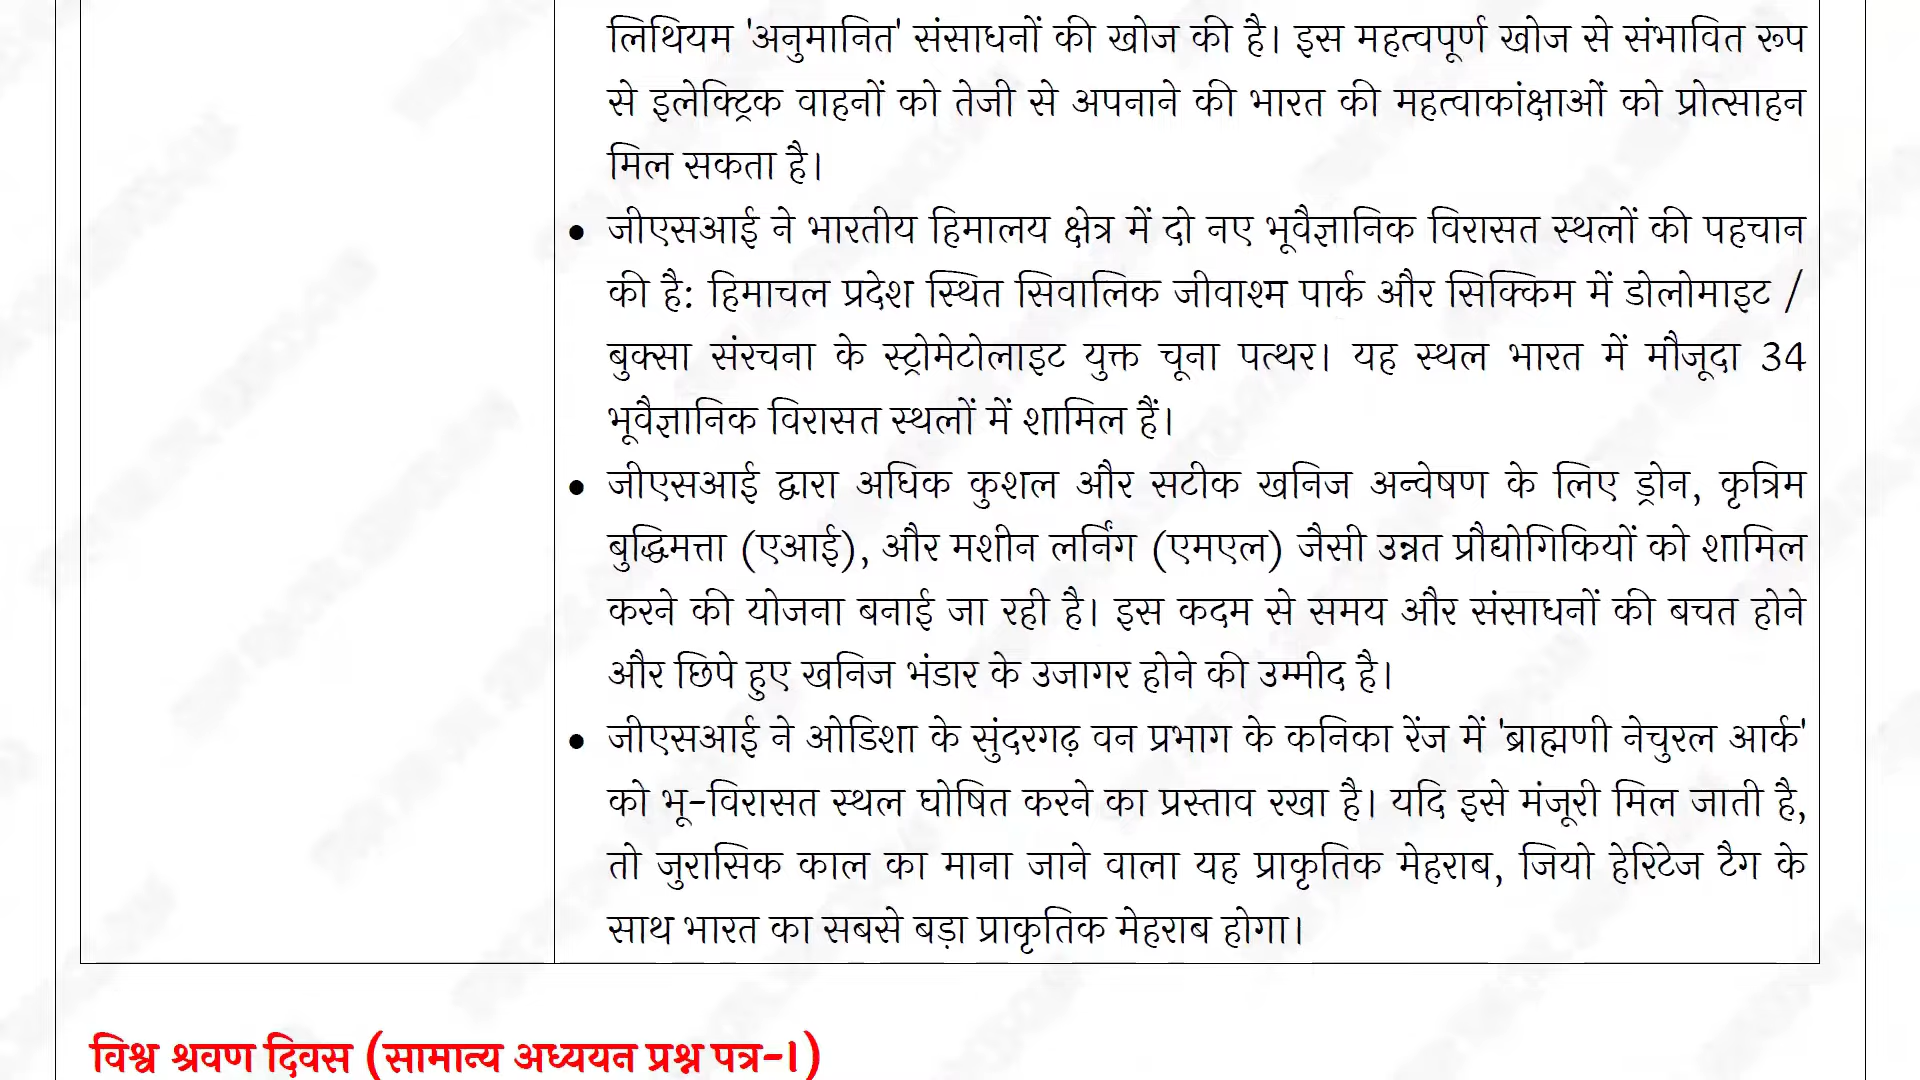 लिथियम 'अनुमानित' संसाधनों की खोज की है। इस महत्वपूर्ण खोज से संभावित रूप
से इलेक्ट्रिक वाहनों को तेजी से अपनाने की भारत की महत्वाकांक्षाओं को प्रोत्साहन
मिल सकता है।
• जीएसआई ने भारतीय हिमालय क्षेत्र में दो नए भूवैज्ञानिक विरासत स्थलों की पहचान
की है: हिमाचल प्रदेश स्थित सिवालिक जीवाश्म पार्क और सिक्किम में डोलोमाइट /
बुक्सा संरचना के स्ट्रोमेटोलाइट युक्त चूना पत्थर। यह स्थल भारत में मौजूदा 34
भूवैज्ञानिक विरासत स्थलों में शामिल हैं।
• जीएसआई द्वारा अधिक कुशल और सटीक खनिज अन्वेषण के लिए ड्रोन, कृत्रिम
बुद्धिमत्ता (एआई), और मशीन लर्निंग (एमएल) जैसी उन्नत प्रौद्योगिकियों को शामिल
करने की योजना बनाई जा रही है। इस कदम से समय और संसाधनों की बचत होने
और छिपे हुए खनिज भंडार के उजागर होने की उम्मीद है।
• जीएसआई ने ओडिशा के सुंदरगढ़ वन प्रभाग के कनिका रेंज में 'ब्राह्मणी नेचुरल आर्क'
को भू-विरासत स्थल घोषित करने का प्रस्ताव रखा है। यदि इसे मंजूरी मिल जाती है,
तो जुरासिक काल का माना जाने वाला यह प्राकृतिक मेहराब, जियो हेरिटेज टैग के
साथ भारत का सबसे बड़ा प्राकृतिक मेहराब होगा।
विश्व श्रवण दिवस (सामान्य अध्ययन प्रश्न पत्र-।)